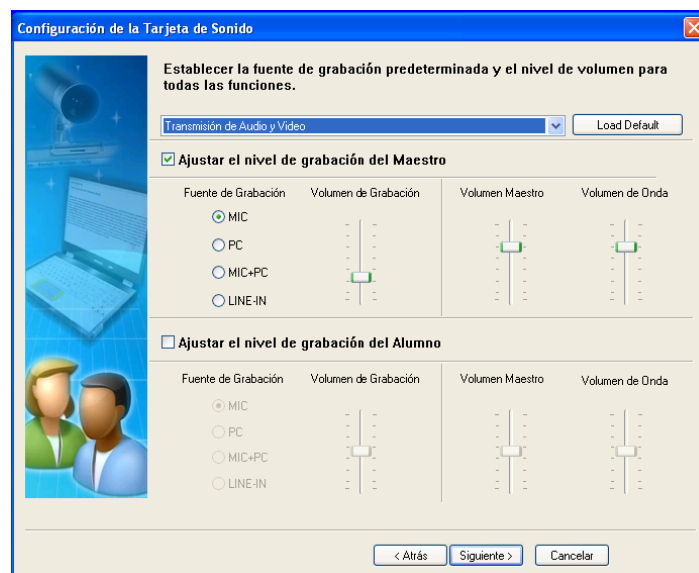 Configuración de la Tarjeta de Sonido
Establecer la fuente de grabación predeterminada y el nivel de volumen para
todas las funciones.
Transmisión de Audio y Video
Load Default
Ajustar el nivel de grabación del Maestro
Fuente de Grabación Volumen de Grabación Volumen Maestro Volumen de Onda
MIC
PC
MIC+PC
LINE-IN
Ajustar el nivel de grabación del Alumno
Fuente de Grabación Volumen de Grabación Volumen Maestro Volumen de Onda
MIC
PC
MIC+PC
LINE-IN
< Atrás Siguiente > Cancelar